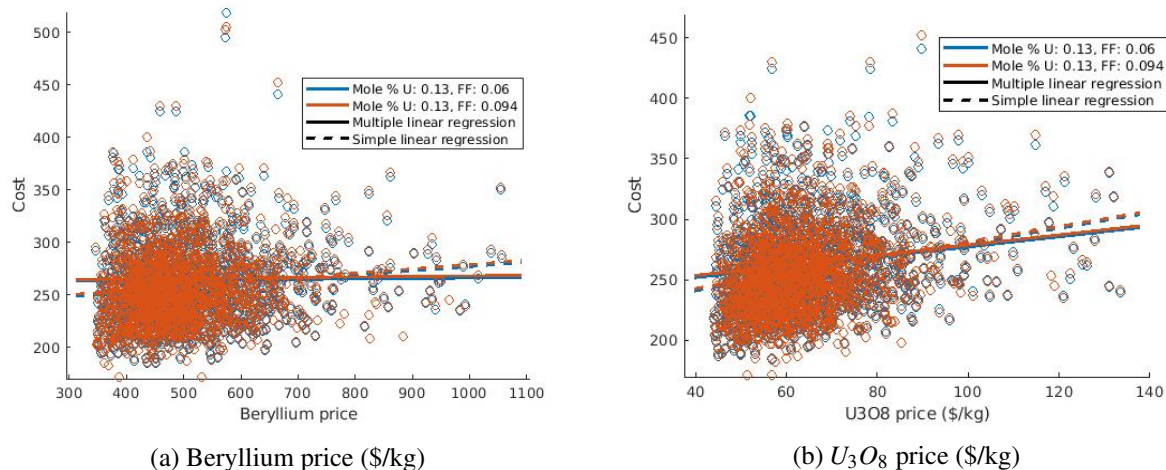 500
450
400
350
300
250
200
Cost
Mole % U: 0.13, FF: 0.06
Mole % U: 0.13, FF: 0.094
Multiple linear regression
Simple linear regression
300 400 500 600 700 800 900 1000 1100
Beryllium price
(a) Beryllium price ($/kg)
450
400
350
300
250
200
Cost
Mole % U: 0.13, FF: 0.06
Mole % U: 0.13, FF: 0.094
Multiple linear regression
Simple linear regression
40 60 80 100 120 140
U3O8 price ($/kg)
(b) U₃O₈ price ($/kg)